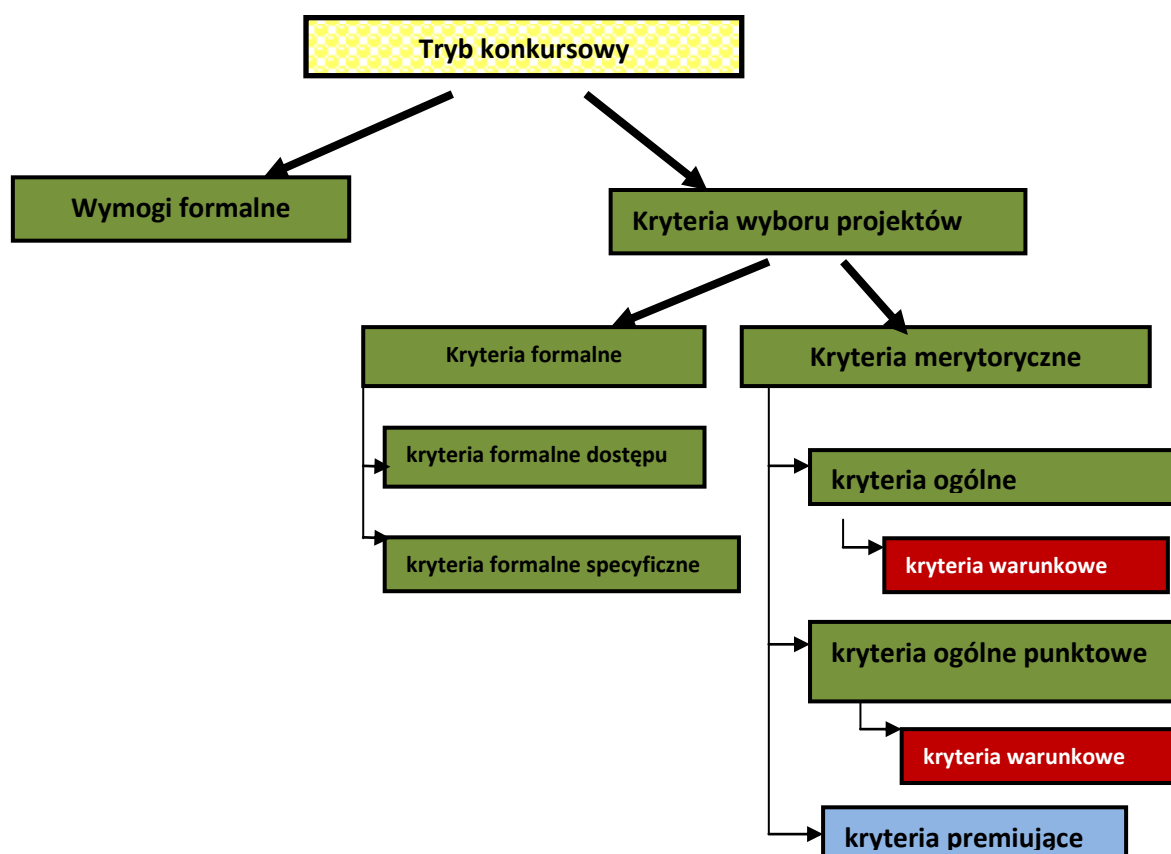 Tryb konkursowy
Wymogi formalne
Kryteria wyboru projektów
Kryteria formalne
Kryteria merytoryczne
kryteria formalne dostępu
kryteria ogólne
kryteria formalne specyficzne
kryteria warunkowe
kryteria ogólne punktowe
kryteria warunkowe
kryteria premiujące